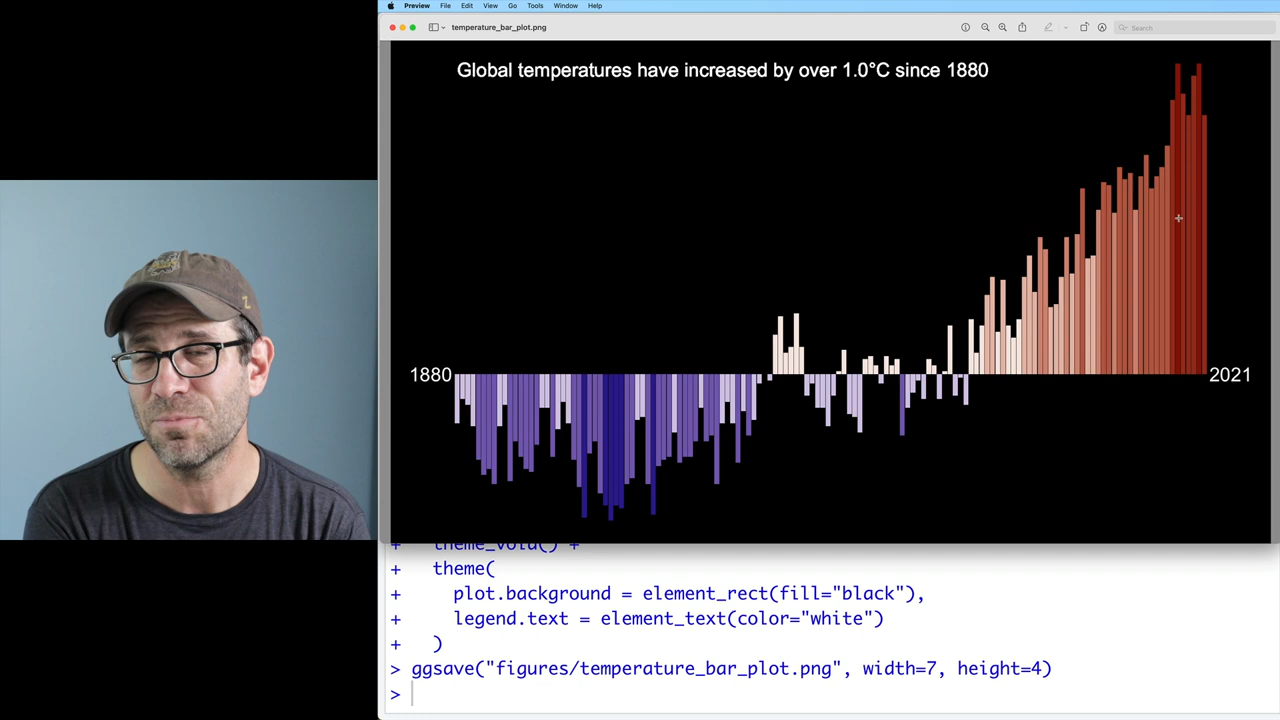 Preview File Edit View Go Tools Window Help
temperature_bar_plot.png
Search
Global temperatures have increased by over 1.0°C since 1880
1880
2021
+ theme_void() +
+ theme(
+ plot.background = element_rect(fill="black"),
+ legend.text = element_text(color="white")
+ )
> ggsave("figures/temperature_bar_plot.png", width=7, height=4)
>